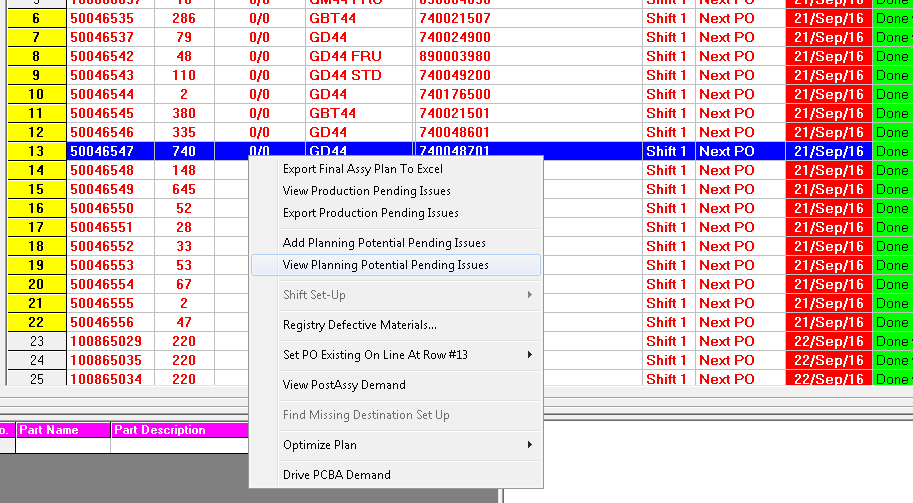 6 50046535 286 0/0 GBT44 740021507 Shift 1 Next PO 21/Sep/16 Done
7 50046537 79 0/0 GD44 740024900 Shift 1 Next PO 21/Sep/16 Done
8 50046542 48 0/0 GD44 FRU 890003980 Shift 1 Next PO 21/Sep/16 Done
9 50046543 110 0/0 GD44 STD 740049200 Shift 1 Next PO 21/Sep/16 Done
10 50046544 2 0/0 GD44 740176500 Shift 1 Next PO 21/Sep/16 Done
11 50046545 380 0/0 GBT44 740021501 Shift 1 Next PO 21/Sep/16 Done
12 50046546 335 0/0 GD44 740048601 Shift 1 Next PO 21/Sep/16 Done
13 50046547 740 0/0 GD44 740048701 Shift 1 Next PO 21/Sep/16 Done
14 50046548 148 Export Final Assy Plan To Excel Shift 1 Next PO 21/Sep/16 Done
15 50046549 645 View Production Pending Issues Shift 1 Next PO 21/Sep/16 Done
16 50046550 52 Export Production Pending Issues Shift 1 Next PO 21/Sep/16 Done
17 50046551 28 Shift 1 Next PO 21/Sep/16 Done
18 50046552 33 Add Planning Potential Pending Issues Shift 1 Next PO 21/Sep/16 Done
19 50046553 53 View Planning Potential Pending Issues Shift 1 Next PO 21/Sep/16 Done
20 50046554 67 Shift Set-Up Shift 1 Next PO 21/Sep/16 Done
21 50046555 2 Shift 1 Next PO 21/Sep/16 Done
22 50046556 47 Registry Defective Materials... Shift 1 Next PO 21/Sep/16 Done
23 100865029 220 Shift 1 Next PO 22/Sep/16 Done
24 100865035 220 Set PO Existing On Line At Row #13 Shift 1 Next PO 22/Sep/16 Done
25 100865034 220 View PostAssy Demand Shift 1 Next PO 22/Sep/16 Done
Find Missing Destination Set Up
o. Part Name Part Description
Optimize Plan
Drive PCBA Demand